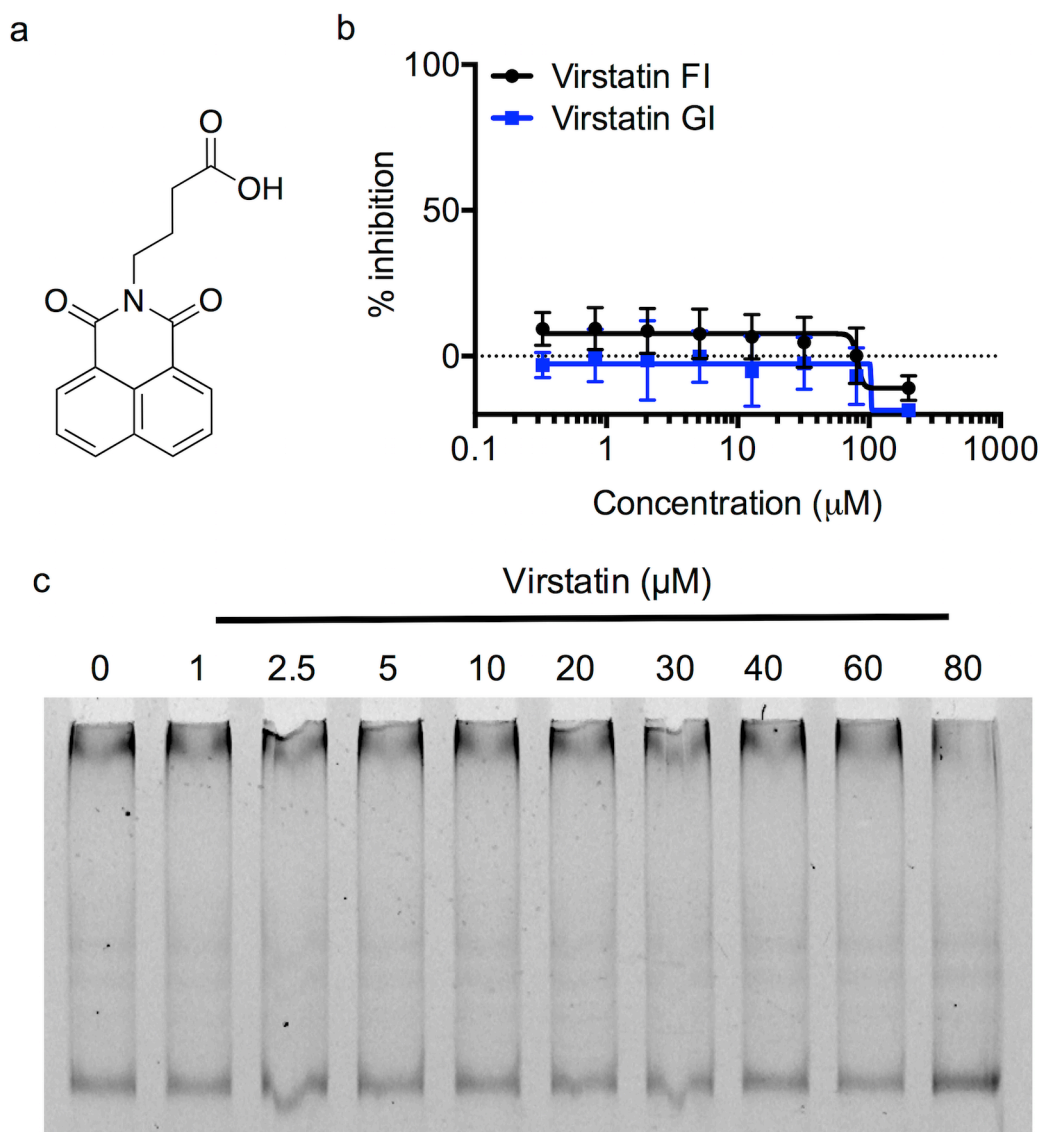 a
b
O
OH
O
N
O
100
50
0
% inhibition
Virstatin FI
Virstatin GI
0.1 1 10 100 1000
Concentration (μM)
c
Virstatin (μM)
0 1 2.5 5 10 20 30 40 60 80